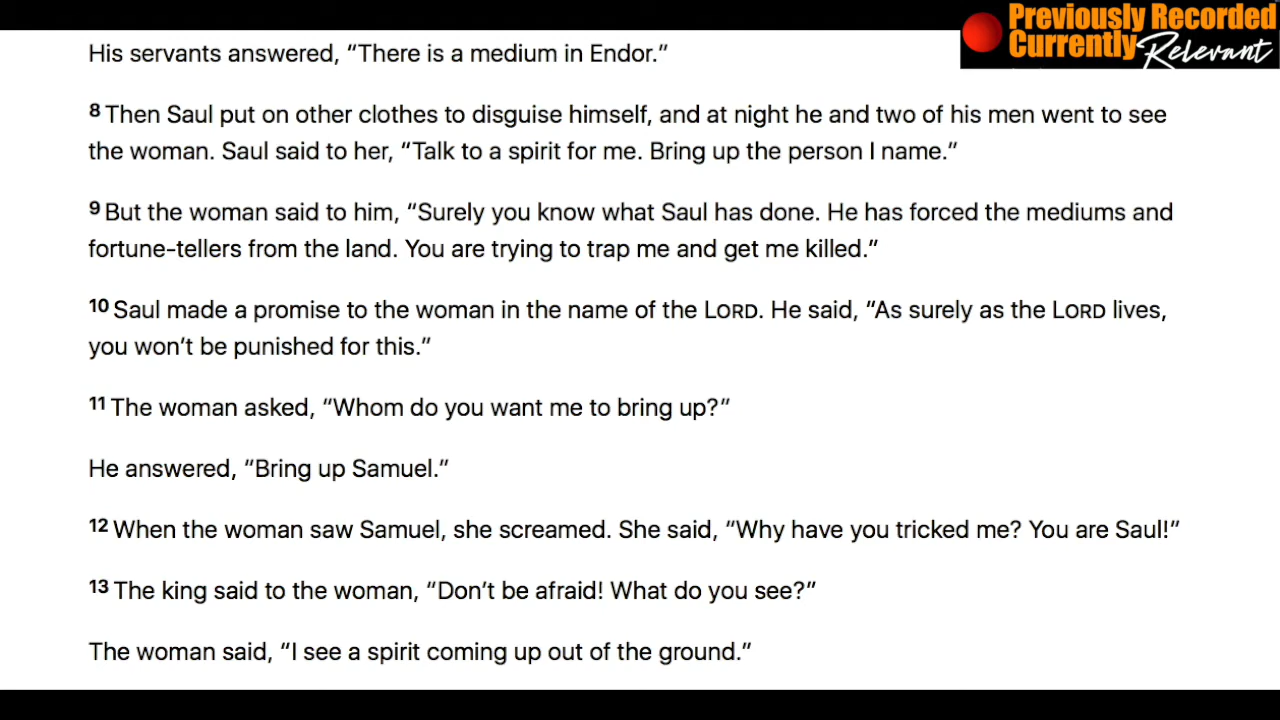 Previously Recorded
Currently Relevant
His servants answered, “There is a medium in Endor.”
8 Then Saul put on other clothes to disguise himself, and at night he and two of his men went to see
the woman. Saul said to her, “Talk to a spirit for me. Bring up the person I name.”
9 But the woman said to him, “Surely you know what Saul has done. He has forced the mediums and
fortune-tellers from the land. You are trying to trap me and get me killed.”
10 Saul made a promise to the woman in the name of the LORD. He said, “As surely as the LORD lives,
you won’t be punished for this.”
11 The woman asked, “Whom do you want me to bring up?”
He answered, “Bring up Samuel.”
12 When the woman saw Samuel, she screamed. She said, “Why have you tricked me? You are Saul!”
13 The king said to the woman, “Don’t be afraid! What do you see?”
The woman said, “I see a spirit coming up out of the ground.”